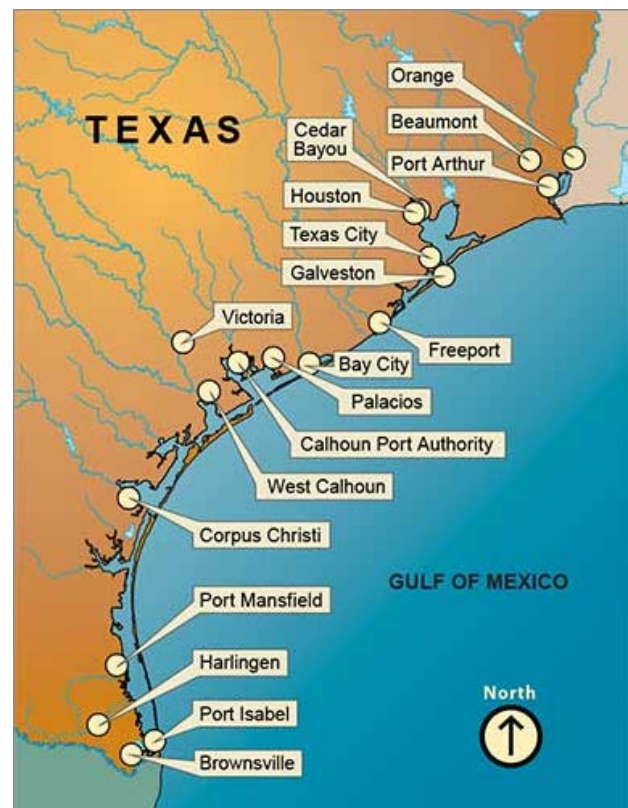 Orange
TEXAS
Beaumont
Cedar
Bayou
Port Arthur
Houston
Texas City
Galveston
Victoria
Freeport
Bay City
Palacios
Calhoun Port Authority
West Calhoun
Corpus Christi
GULF OF MEXICO
Port Mansfield
Harlingen
North
Port Isabel
Brownsville